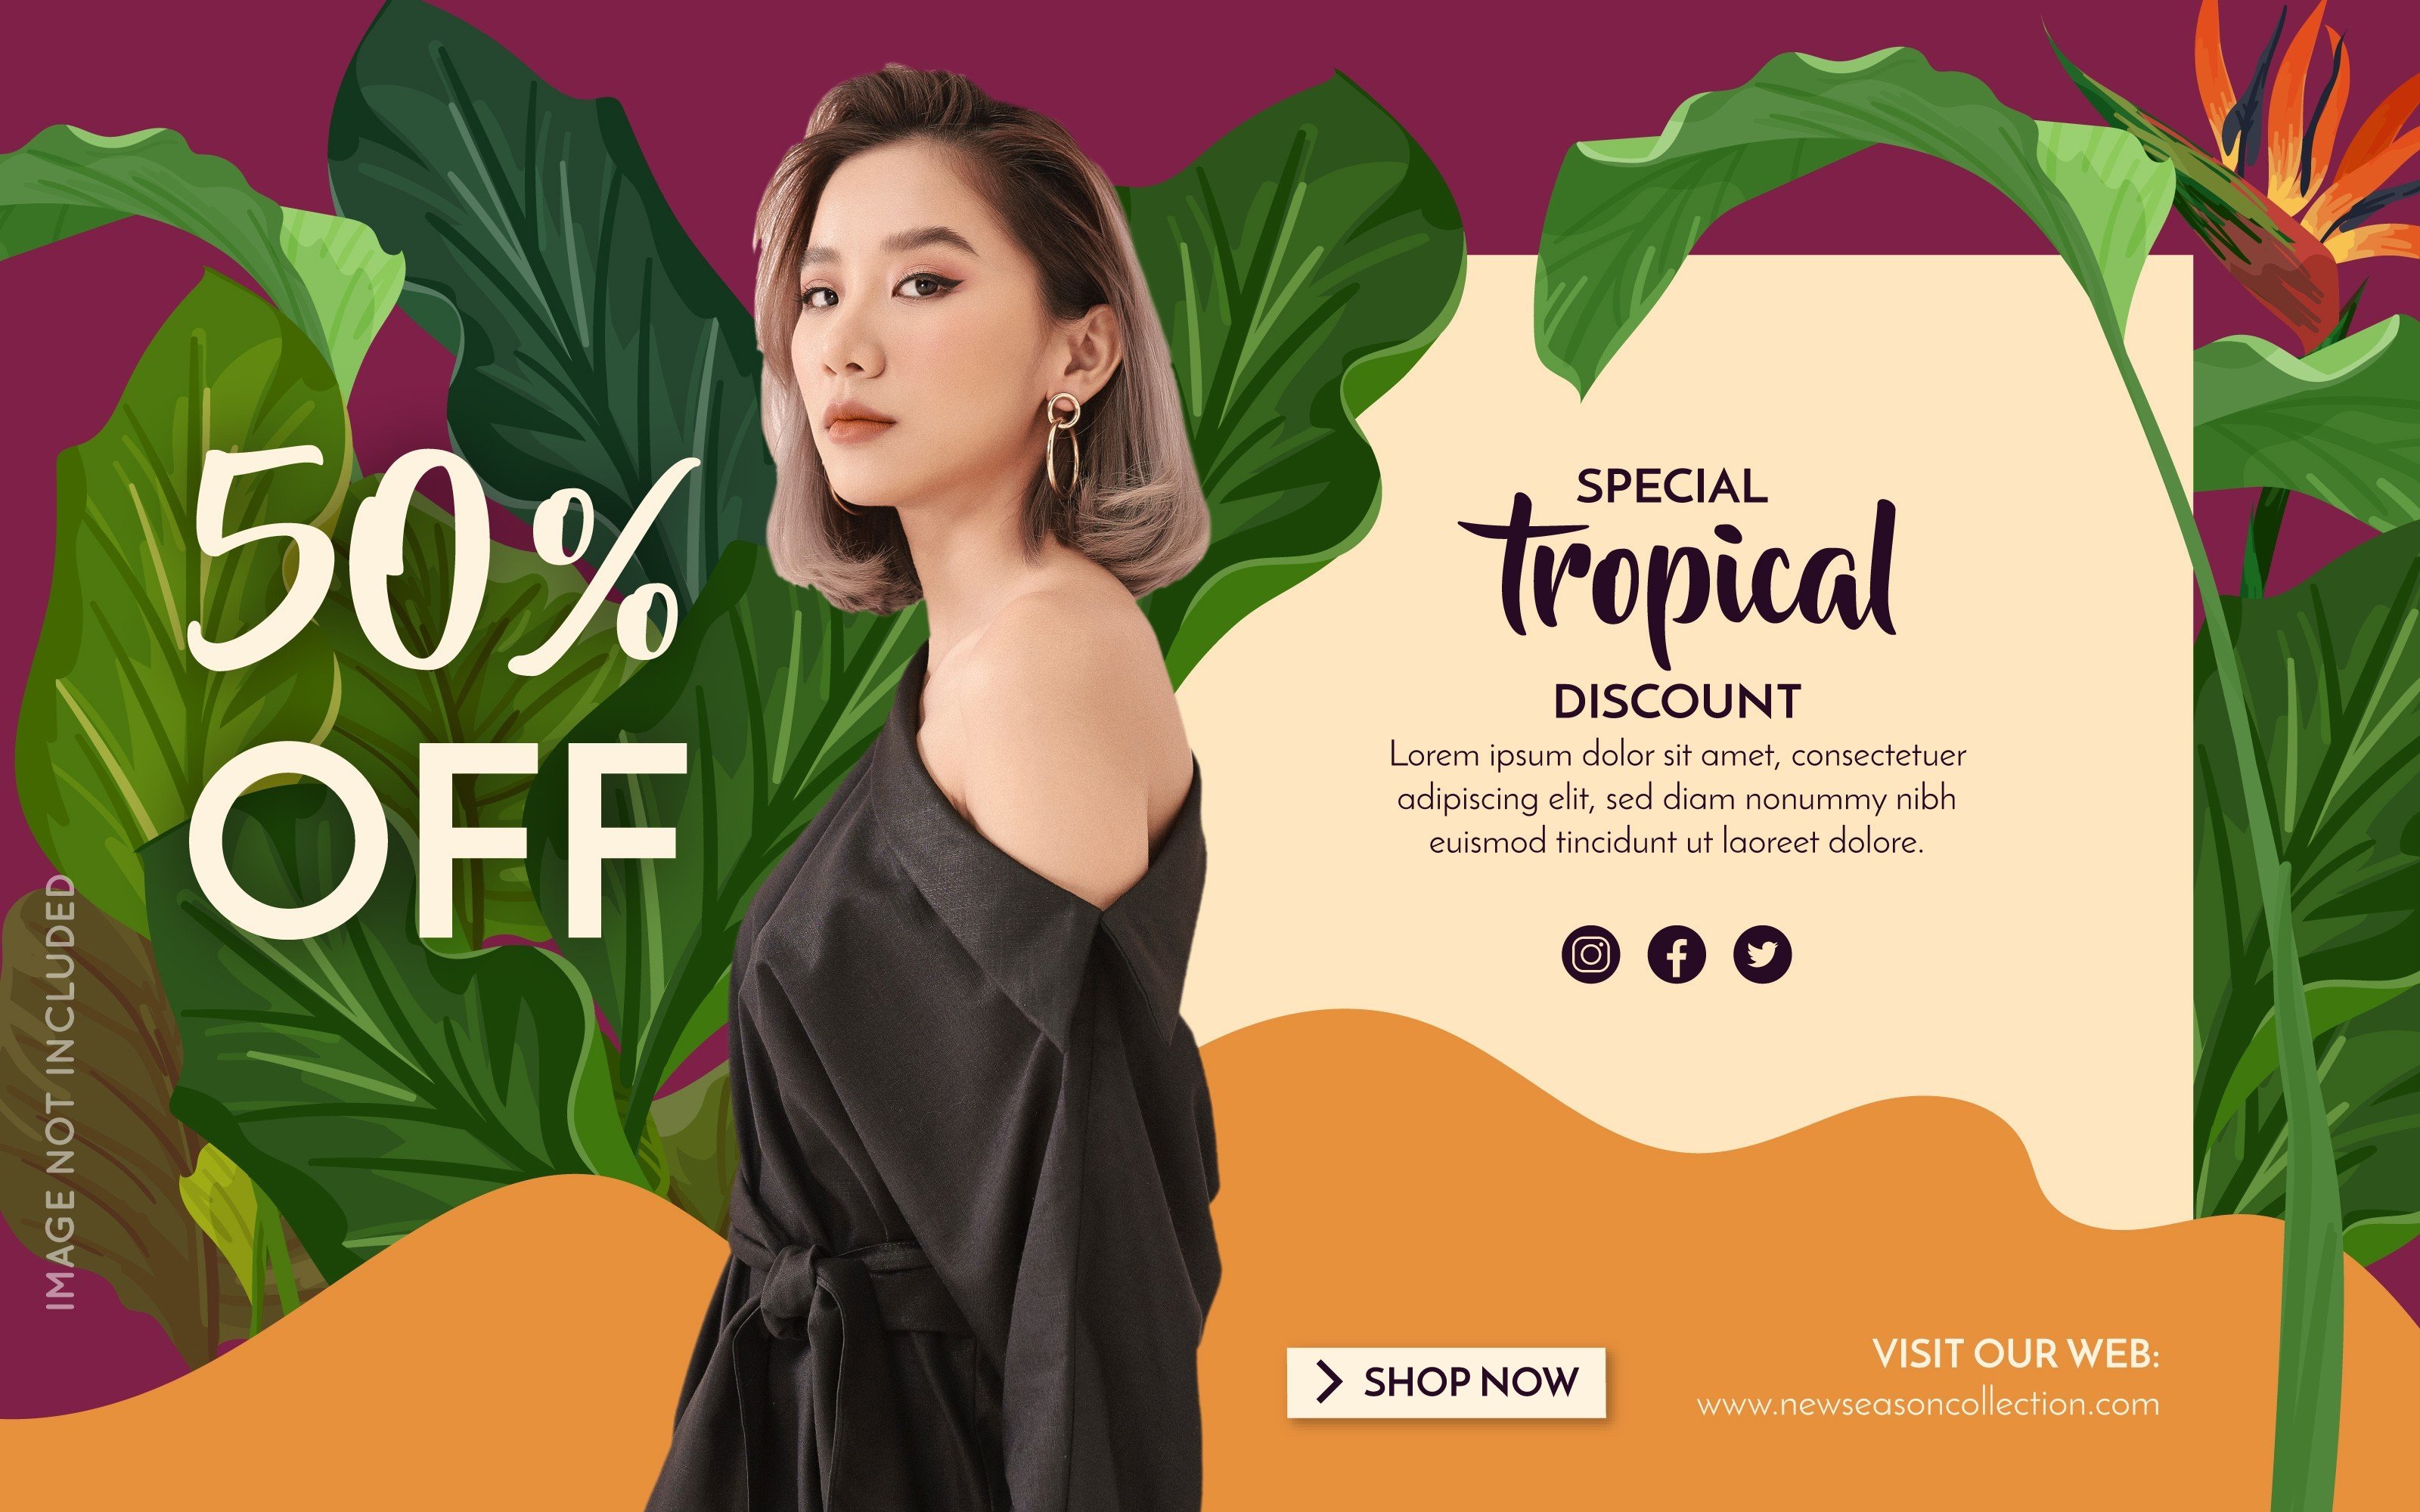 50%
OFF
IMAGE NOT INCLUDED
SPECIAL
tropical
DISCOUNT
Lorem ipsum dolor sit amet, consectetuer
adipiscing elit, sed diam nonummy nibh
euismod tincidunt ut laoreet dolore.
SHOP NOW
VISIT OUR WEB:
www.newseasoncollection.com